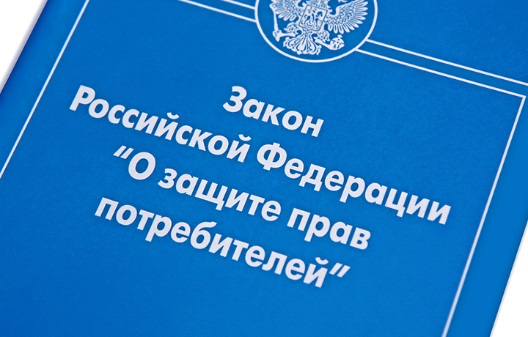 Закон
Российской Федерации
"О защите прав
потребителей"